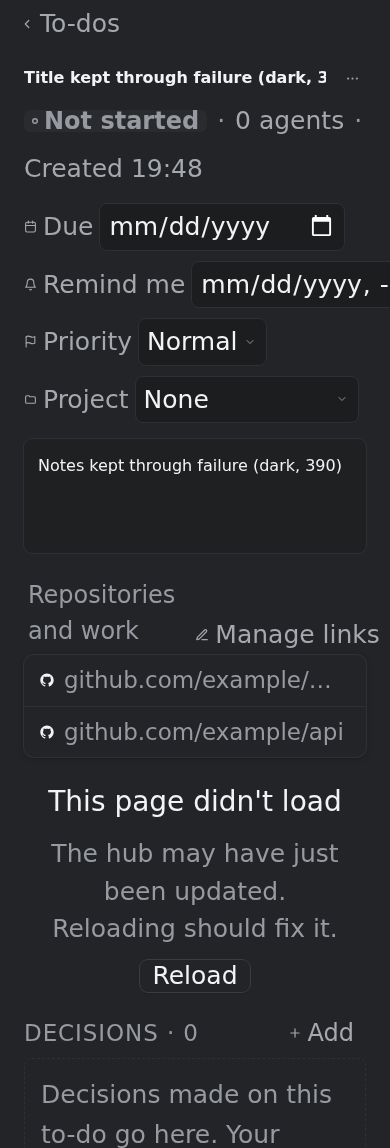 To-dos
Title kept through failure (dark, 3
Not started · 0 agents ·
Created 19:48
Due mm/dd/yyyy
Remind me mm/dd/yyyy, -
Priority Normal
Project None
Notes kept through failure (dark, 390)
Repositories
and work
Manage links
github.com/example/...
github.com/example/api
This page didn't load
The hub may have just
been updated.
Reloading should fix it.
Reload
DECISIONS · 0 + Add
Decisions made on this
to-do go here. Your